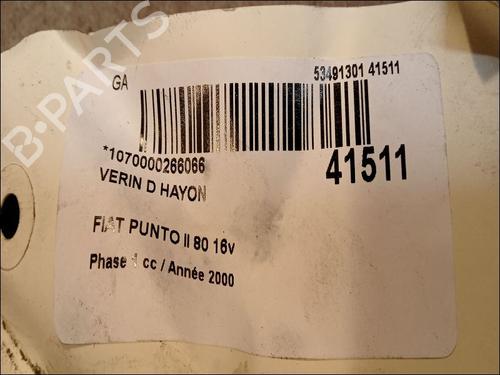 B-PARTS
GA
53491301 41511
*1070000266066
41511
VERIN D HAYON
FIAT PUNTO II 80 16v
Phase 1 cc / Année 2000